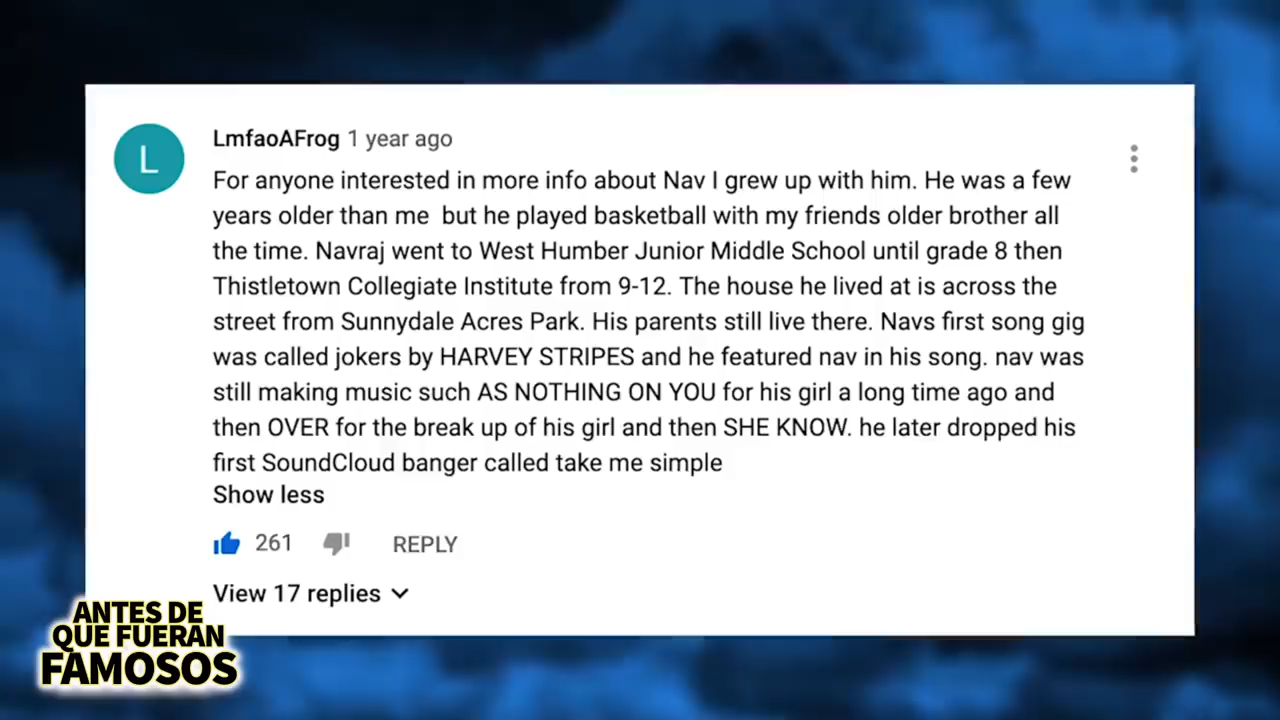 L
LmfaoAFrog 1 year ago
For anyone interested in more info about Nav I grew up with him. He was a few
years older than me  but he played basketball with my friends older brother all
the time. Navraj went to West Humber Junior Middle School until grade 8 then
Thistletown Collegiate Institute from 9-12. The house he lived at is across the
street from Sunnydale Acres Park. His parents still live there. Navs first song gig
was called jokers by HARVEY STRIPES and he featured nav in his song. nav was
still making music such AS NOTHING ON YOU for his girl a long time ago and
then OVER for the break up of his girl and then SHE KNOW. he later dropped his
first SoundCloud banger called take me simple
Show less
261 REPLY
View 17 replies
ANTES DE
QUE FUERAN
FAMOSOS